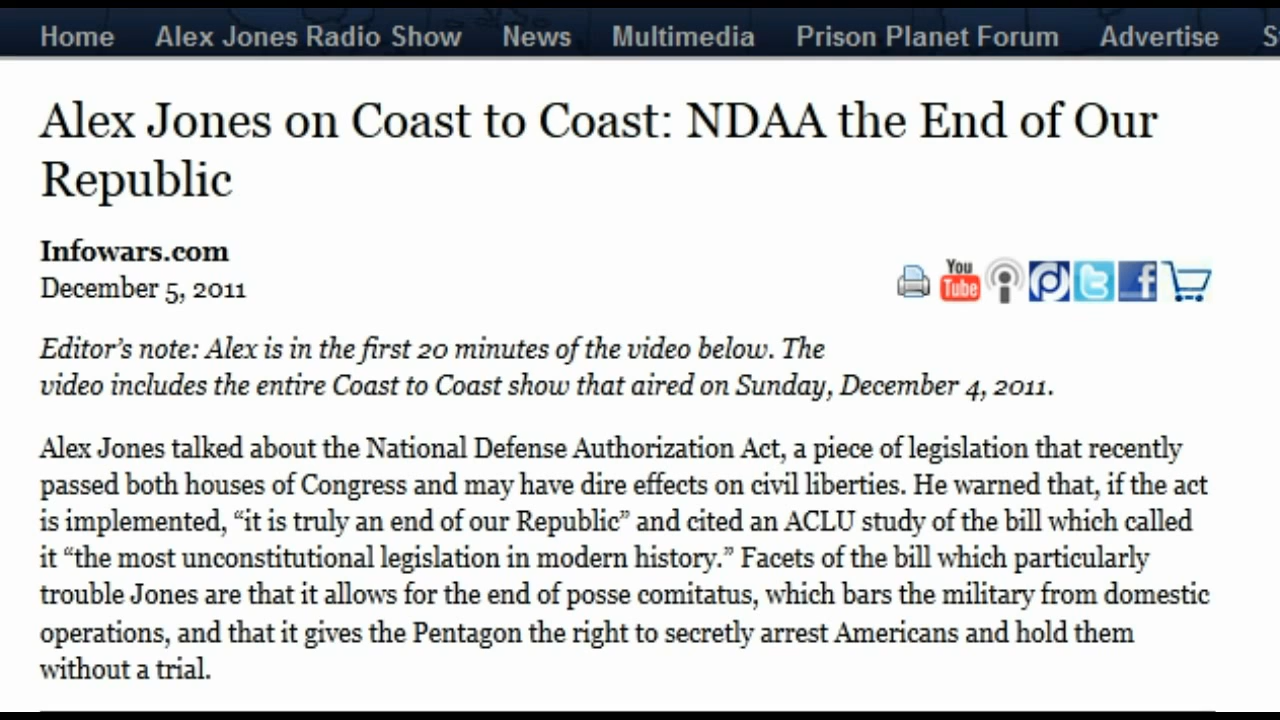 Home Alex Jones Radio Show News Multimedia Prison Planet Forum Advertise
Alex Jones on Coast to Coast: NDAA the End of Our
Republic
Infowars.com
December 5, 2011
You
Tube
Editor’s note: Alex is in the first 20 minutes of the video below. The
video includes the entire Coast to Coast show that aired on Sunday, December 4, 2011.
Alex Jones talked about the National Defense Authorization Act, a piece of legislation that recently
passed both houses of Congress and may have dire effects on civil liberties. He warned that, if the act
is implemented, “it is truly an end of our Republic” and cited an ACLU study of the bill which called
it “the most unconstitutional legislation in modern history.” Facets of the bill which particularly
trouble Jones are that it allows for the end of posse comitatus, which bars the military from domestic
operations, and that it gives the Pentagon the right to secretly arrest Americans and hold them
without a trial.